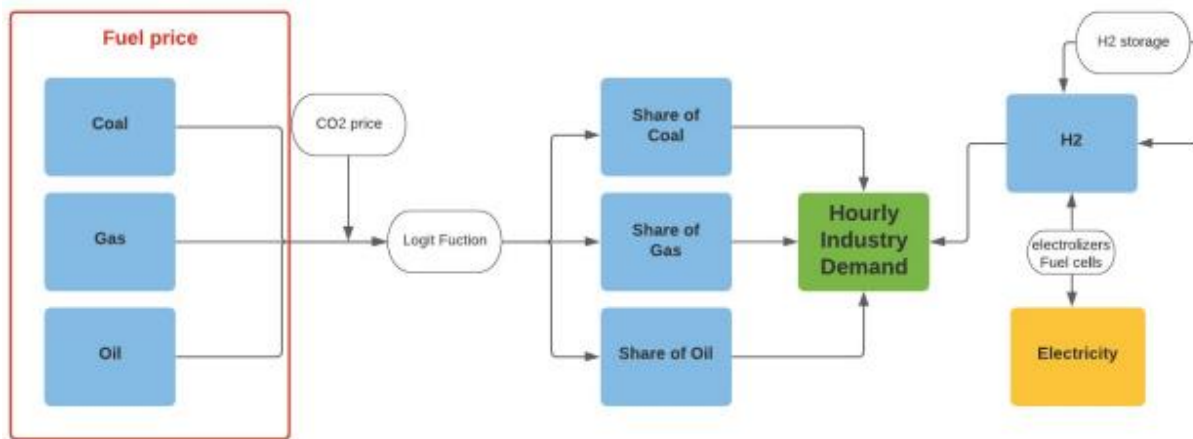 Fuel price
Coal
Gas
Oil
CO2 price
Logit Fuction
Share of
Coal
Share of
Gas
Share of Oil
Hourly
Industry
Demand
H2 storage
H2
electrolizers
Fuel cells
Electricity